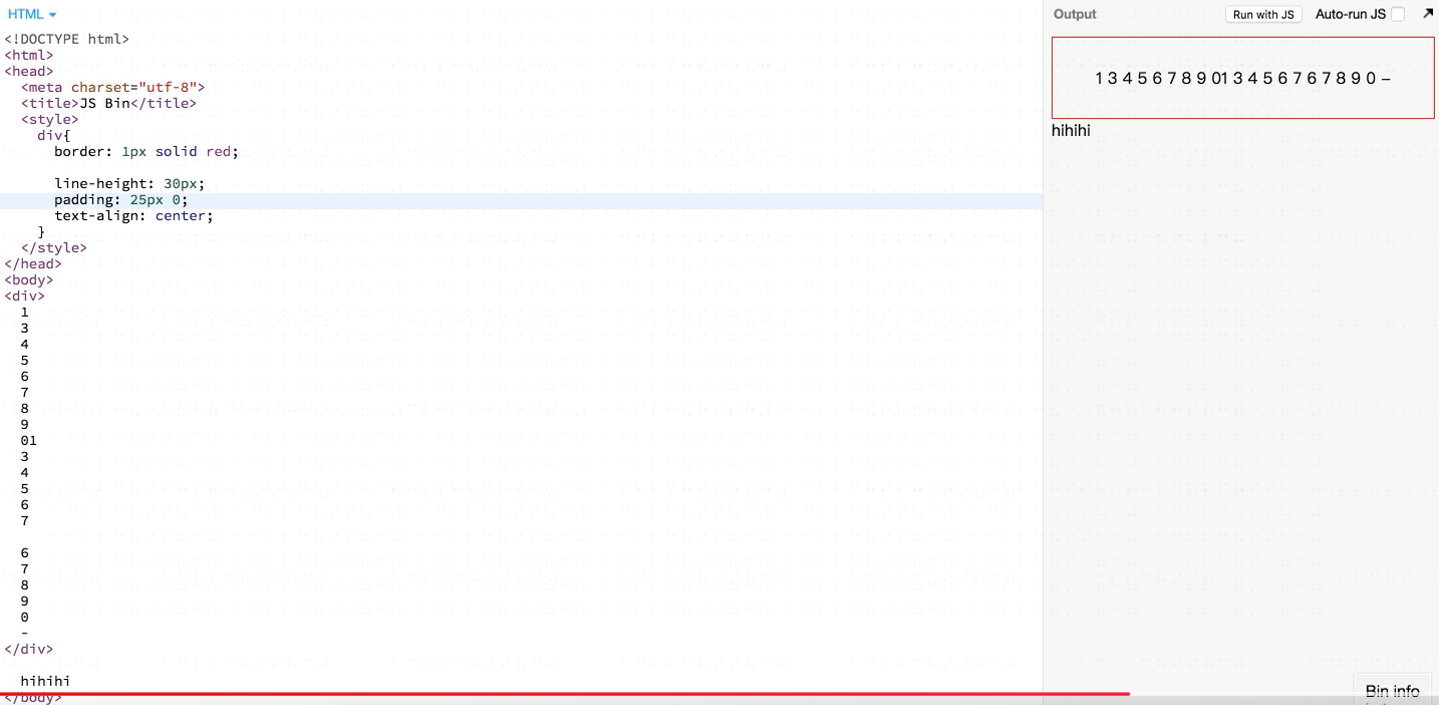 HTML
<!DOCTYPE html>
<html>
<head>
<meta charset="utf-8">
<title>JS Bin</title>
<style>
div{
border: 1px solid red;
line-height: 30px;
padding: 25px 0;
text-align: center;
}
</style>
</head>
<body>
<div>
1
3
4
5
6
7
8
9
01
3
4
5
6
7
6
7
8
9
0
-
</div>
hihihi
</body>
Output
Run with JS
Auto-run JS
1 3 4 5 6 7 8 9 01 3 4 5 6 7 6 7 8 9 0 –
hihihi
Bin info